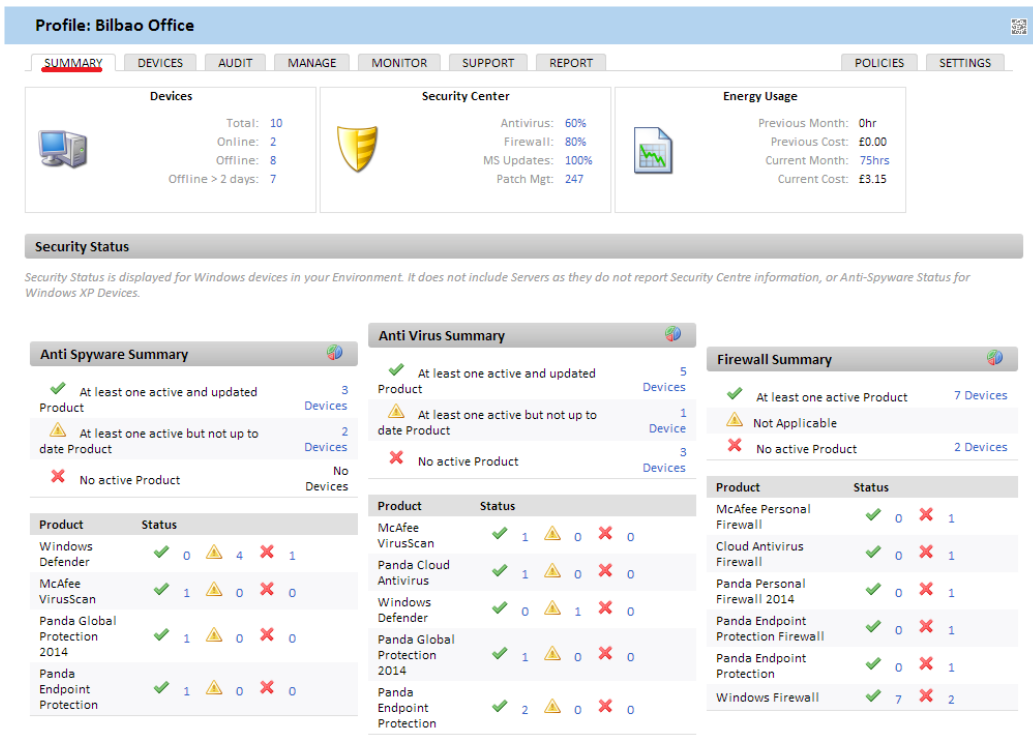 Profile: Bilbao Office
SUMMARY DEVICES AUDIT MANAGE MONITOR SUPPORT REPORT POLICIES SETTINGS
Devices
Total: 10
Online: 2
Offline: 8
Offline > 2 days: 7
Security Center
Antivirus: 60%
Firewall: 80%
MS Updates: 100%
Patch Mgt: 247
Energy Usage
Previous Month: 0hr
Previous Cost: £0.00
Current Month: 75hrs
Current Cost: £3.15
Security Status
Security Status is displayed for Windows devices in your Environment. It does not include Servers as they do not report Security Centre information, or Anti-Spyware Status for
Windows XP Devices.
Anti Spyware Summary
At least one active and updated 3
Product Devices
At least one active but not up to 2
date Product Devices
No active Product No
Devices
Product Status
Windows
Defender 0 4 1
McAfee
VirusScan 1 0 0
Panda Global
Protection 1 0 0
2014
Panda
Endpoint 1 0 0
Protection
Anti Virus Summary
At least one active and updated 5
Product Devices
At least one active but not up to 1
date Product Device
No active Product 3
Devices
Product Status
McAfee
VirusScan 1 0 0
Panda Cloud
Antivirus 1 0 0
Windows
Defender 0 1 0
Panda Global
Protection 1 0 0
2014
Panda
Endpoint 2 0 0
Protection
Firewall Summary
At least one active Product 7 Devices
Not Applicable
No active Product 2 Devices
Product Status
McAfee Personal
Firewall 0 1
Cloud Antivirus
Firewall 0 1
Panda Personal
Firewall 2014 0 1
Panda Endpoint
Protection Firewall 0 1
Panda Endpoint
Protection 0 1
Windows Firewall 7 2